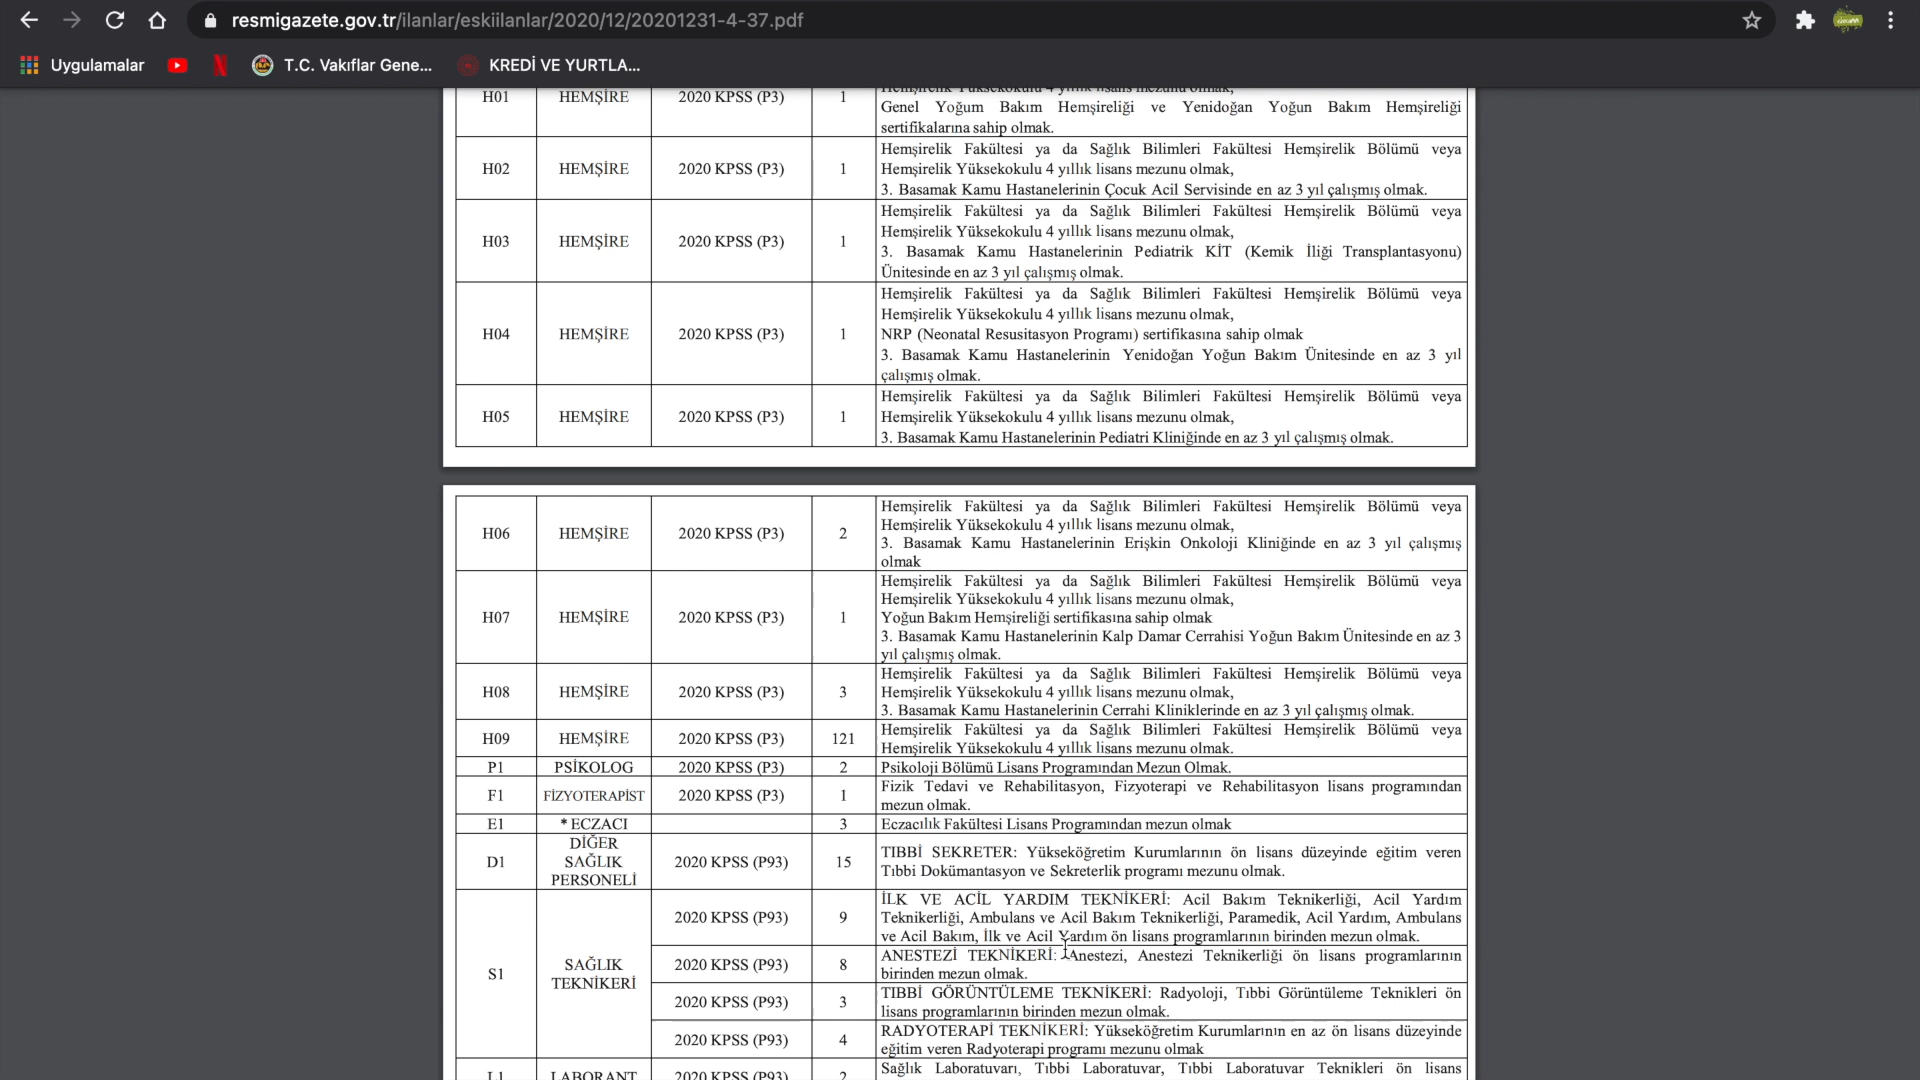 resmigazete.gov.tr/ilanlar/eskiilanlar/2020/12/20201231-4-37.pdf
Uygulamalar
T.C. Vakıflar Gene...
KREDİ VE YURTLA...
H01 HEMŞİRE 2020 KPSS (P3) 1
Hemşirelik Yüksekokulu 4 yıllık lisans mezunu olmak,
Genel Yoğum Bakım Hemşireliği ve Yenidoğan Yoğun Bakım Hemşireliği
sertifikalarına sahip olmak.
H02 HEMŞİRE 2020 KPSS (P3) 1
Hemşirelik Fakültesi ya da Sağlık Bilimleri Fakültesi Hemşirelik Bölümü veya
Hemşirelik Yüksekokulu 4 yıllık lisans mezunu olmak,
3. Basamak Kamu Hastanelerinin Çocuk Acil Servisinde en az 3 yıl çalışmış olmak.
H03 HEMŞİRE 2020 KPSS (P3) 1
Hemşirelik Fakültesi ya da Sağlık Bilimleri Fakültesi Hemşirelik Bölümü veya
Hemşirelik Yüksekokulu 4 yıllık lisans mezunu olmak,
3. Basamak Kamu Hastanelerinin Pediatrik KİT (Kemik İliği Transplantasyonu)
Ünitesinde en az 3 yıl çalışmış olmak.
H04 HEMŞİRE 2020 KPSS (P3) 1
Hemşirelik Fakültesi ya da Sağlık Bilimleri Fakültesi Hemşirelik Bölümü veya
Hemşirelik Yüksekokulu 4 yıllık lisans mezunu olmak,
NRP (Neonatal Resusitasyon Programı) sertifikasına sahip olmak
3. Basamak Kamu Hastanelerinin Yenidoğan Yoğun Bakım Ünitesinde en az 3 yıl
çalışmış olmak.
H05 HEMŞİRE 2020 KPSS (P3) 1
Hemşirelik Fakültesi ya da Sağlık Bilimleri Fakültesi Hemşirelik Bölümü veya
Hemşirelik Yüksekokulu 4 yıllık lisans mezunu olmak,
3. Basamak Kamu Hastanelerinin Pediatri Kliniğinde en az 3 yıl çalışmış olmak.
H06 HEMŞİRE 2020 KPSS (P3) 2
Hemşirelik Fakültesi ya da Sağlık Bilimleri Fakültesi Hemşirelik Bölümü veya
Hemşirelik Yüksekokulu 4 yıllık lisans mezunu olmak,
3. Basamak Kamu Hastanelerinin Erişkin Onkoloji Kliniğinde en az 3 yıl çalışmış
olmak
H07 HEMŞİRE 2020 KPSS (P3) 1
Hemşirelik Fakültesi ya da Sağlık Bilimleri Fakültesi Hemşirelik Bölümü veya
Hemşirelik Yüksekokulu 4 yıllık lisans mezunu olmak,
Yoğun Bakım Hemşireliği sertifikasına sahip olmak
3. Basamak Kamu Hastanelerinin Kalp Damar Cerrahisi Yoğun Bakım Ünitesinde en az 3
yıl çalışmış olmak.
H08 HEMŞİRE 2020 KPSS (P3) 3
Hemşirelik Fakültesi ya da Sağlık Bilimleri Fakültesi Hemşirelik Bölümü veya
Hemşirelik Yüksekokulu 4 yıllık lisans mezunu olmak,
3. Basamak Kamu Hastanelerinin Cerrahi Kliniklerinde en az 3 yıl çalışmış olmak.
H09 HEMŞİRE 2020 KPSS (P3) 121
Hemşirelik Fakültesi ya da Sağlık Bilimleri Fakültesi Hemşirelik Bölümü veya
Hemşirelik Yüksekokulu 4 yıllık lisans mezunu olmak.
P1 PSİKOLOG 2020 KPSS (P3) 2 Psikoloji Bölümü Lisans Programından Mezun Olmak.
F1 FİZYOTERAPİST 2020 KPSS (P3) 1
Fizik Tedavi ve Rehabilitasyon, Fizyoterapi ve Rehabilitasyon lisans programından
mezun olmak.
E1 * ECZACI 3 Eczacılık Fakültesi Lisans Programından mezun olmak
D1
DİĞER
SAĞLIK
PERSONELİ
2020 KPSS (P93) 15
TIBBİ SEKRETER: Yükseköğretim Kurumlarının ön lisans düzeyinde eğitim veren
Tıbbi Dokümantasyon ve Sekreterlik programı mezunu olmak.
S1
SAĞLIK
TEKNİKERİ
2020 KPSS (P93) 9
İLK VE ACİL YARDIM TEKNİKERİ: Acil Bakım Teknikerliği, Acil Yardım
Teknikerliği, Ambulans ve Acil Bakım Teknikerliği, Paramedik, Acil Yardım, Ambulans
ve Acil Bakım, İlk ve Acil Yardım ön lisans programlarının birinden mezun olmak.
2020 KPSS (P93) 8
ANESTEZİ TEKNİKERİ: Anestezi, Anestezi Teknikerliği ön lisans programlarının
birinden mezun olmak.
2020 KPSS (P93) 3
TIBBİ GÖRÜNTÜLEME TEKNİKERİ: Radyoloji, Tıbbi Görüntüleme Teknikleri ön
lisans programlarının birinden mezun olmak.
2020 KPSS (P93) 4
RADYOTERAPİ TEKNİKERİ: Yükseköğretim Kurumlarının en az ön lisans düzeyinde
eğitim veren Radyoterapi programı mezunu olmak
L1 LABORANT 2020 KPSS (P93) 2
Sağlık Laboratuvarı, Tıbbi Laboratuvar, Tıbbi Laboratuvar Teknikleri ön lisans